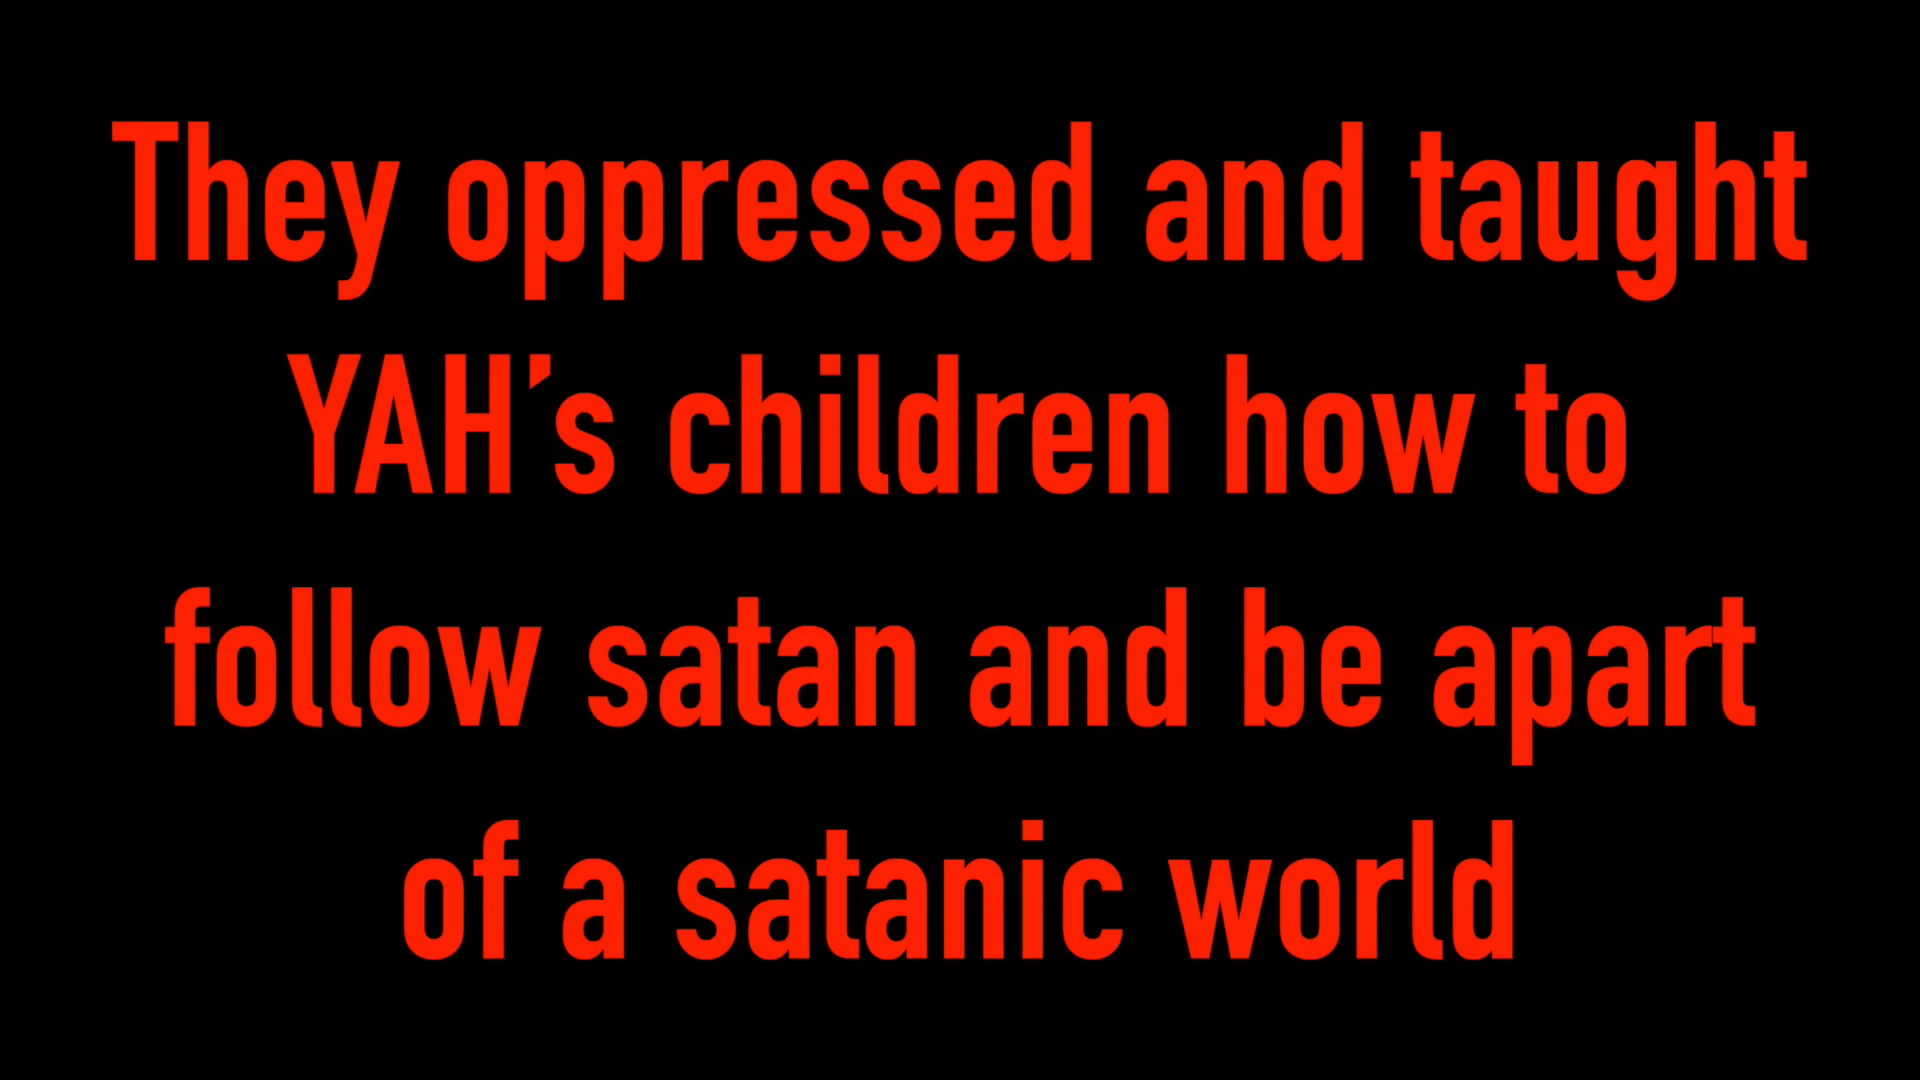 They oppressed and taught
YAH's children how to
follow satan and be apart
of a satanic world